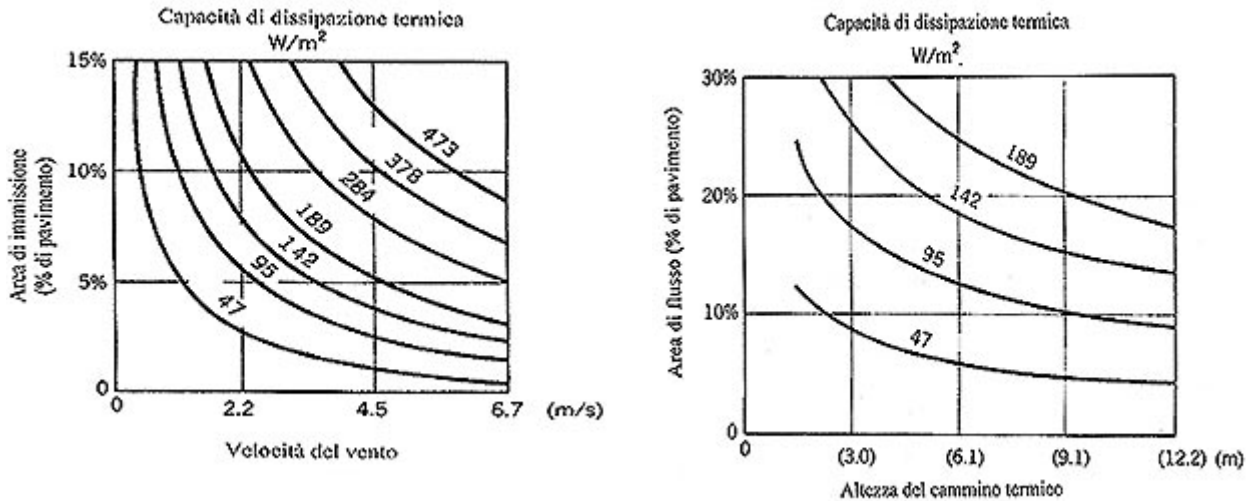 Capacità di dissipazione termica
W/m²
15%
10%
5%
0
Area di immissione
(% di pavimento)
473
378
284
189
142
95
47
0 2.2 4.5 6.7 (m/s)
Velocità del vento
Capacità di dissipazione termica
W/m².
30%
20%
10%
0
Area di flusso (% di pavimento)
189
142
95
47
0 (3.0) (6.1) (9.1) (12.2) (m)
Altezza del cammino termico